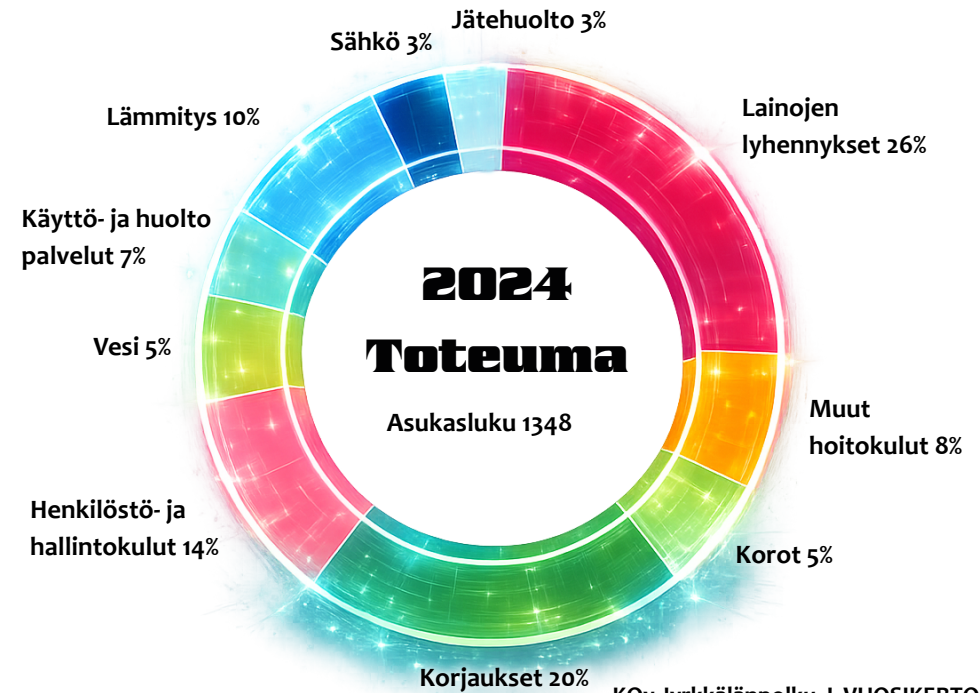 Jätehuolto 3%
Sähkö 3%
Lämmitys 10%
Lainojen
lyhennykset 26%
Käyttö- ja huolto
palvelut 7%
2024
Toteuma
Asukasluku 1348
Vesi 5%
Muut
hoitokulut 8%
Henkilöstö- ja
hallintokulut 14%
Korot 5%
Korjaukset 20%